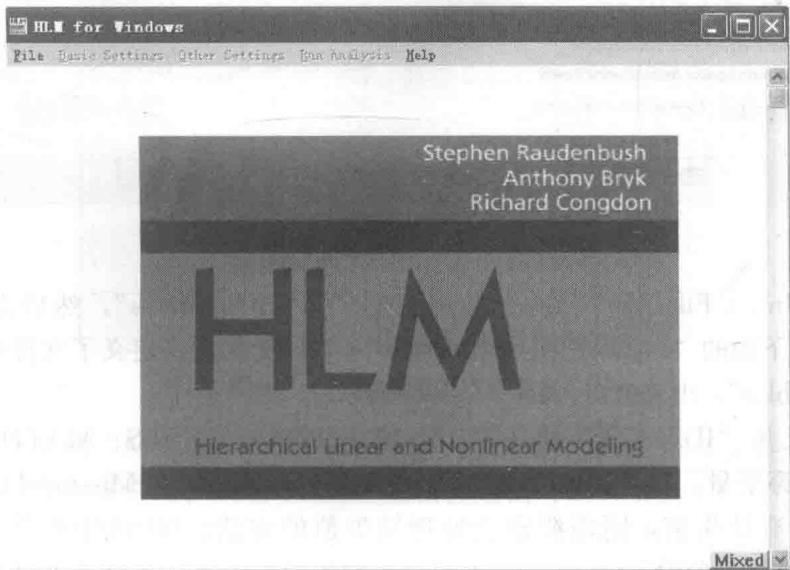 HLM for Windows
File Basic Settings Other Settings Run Analysis Help
Stephen Raudenbush
Anthony Bryk
Richard Congdon
HLM
Hierarchical Linear and Nonlinear Modeling
Mixed